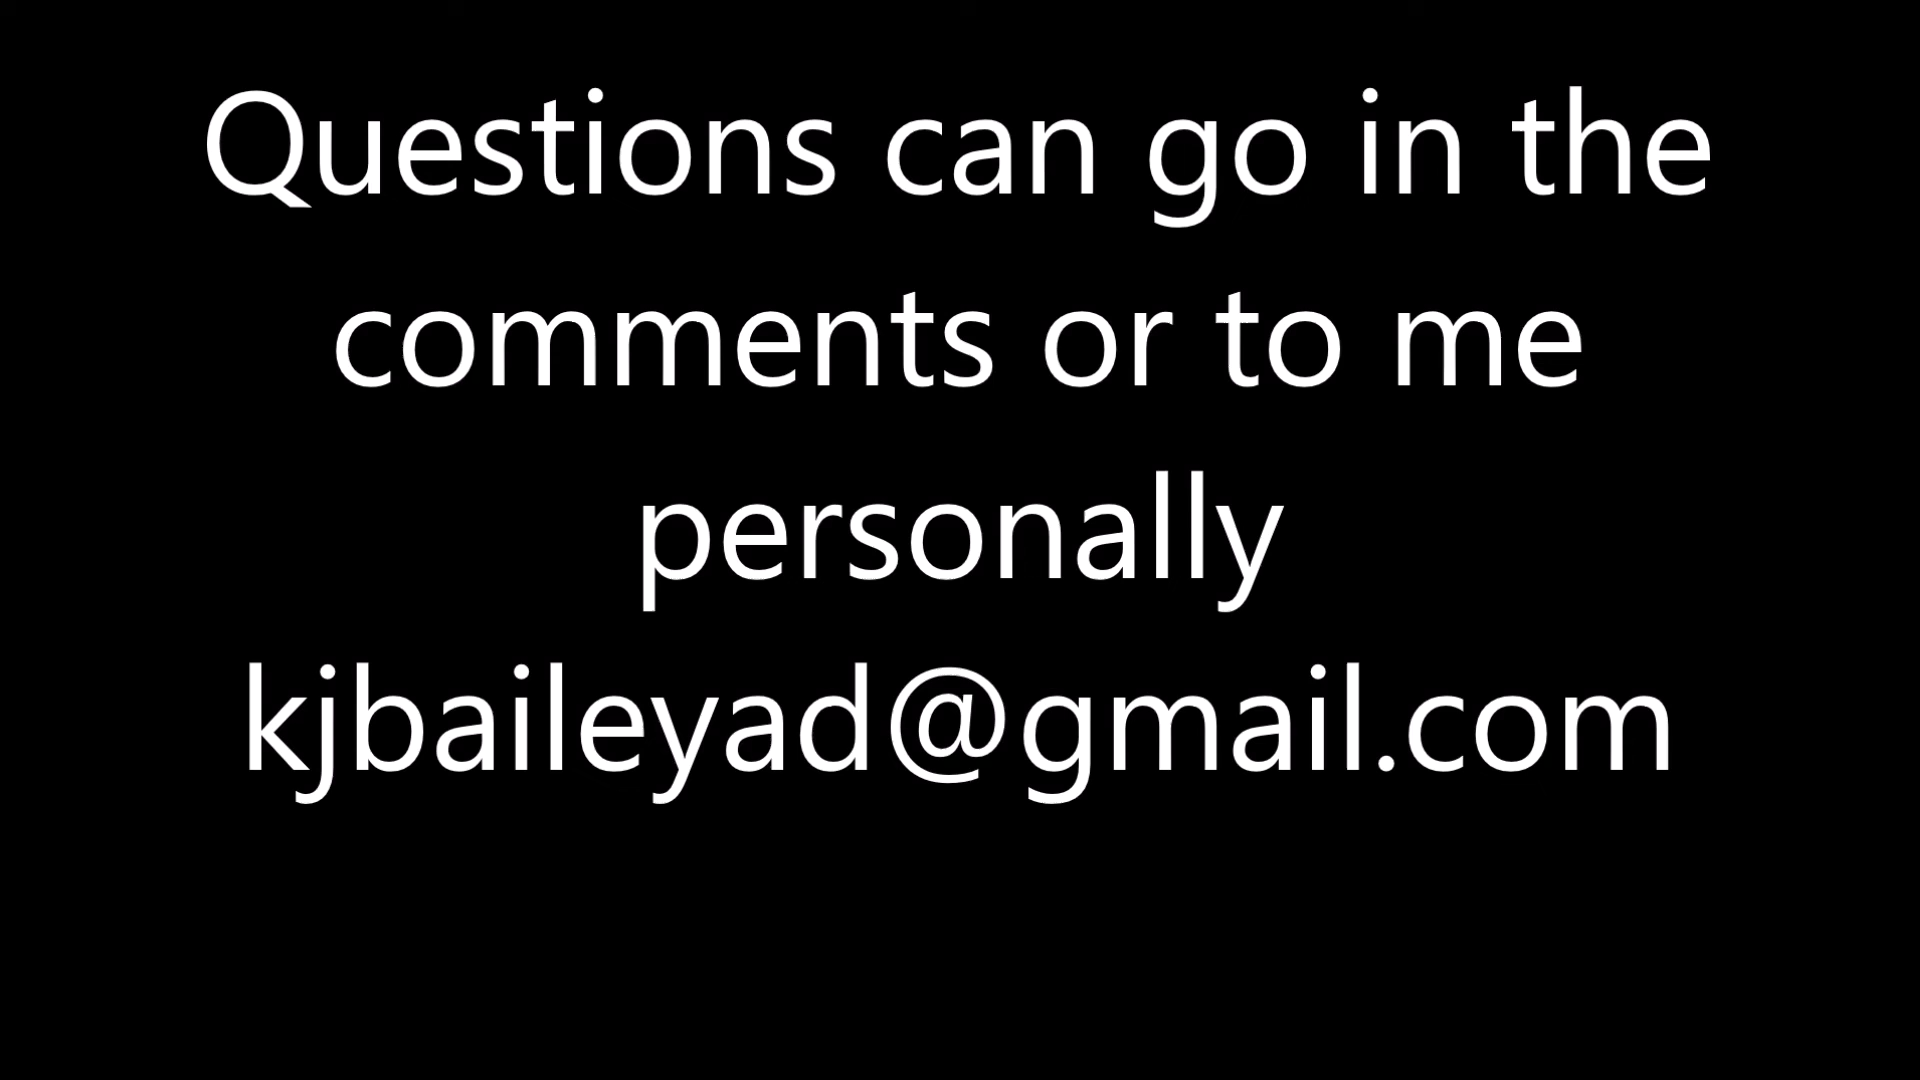 Questions can go in the
comments or to me
personally
kjbaileyad@gmail.com